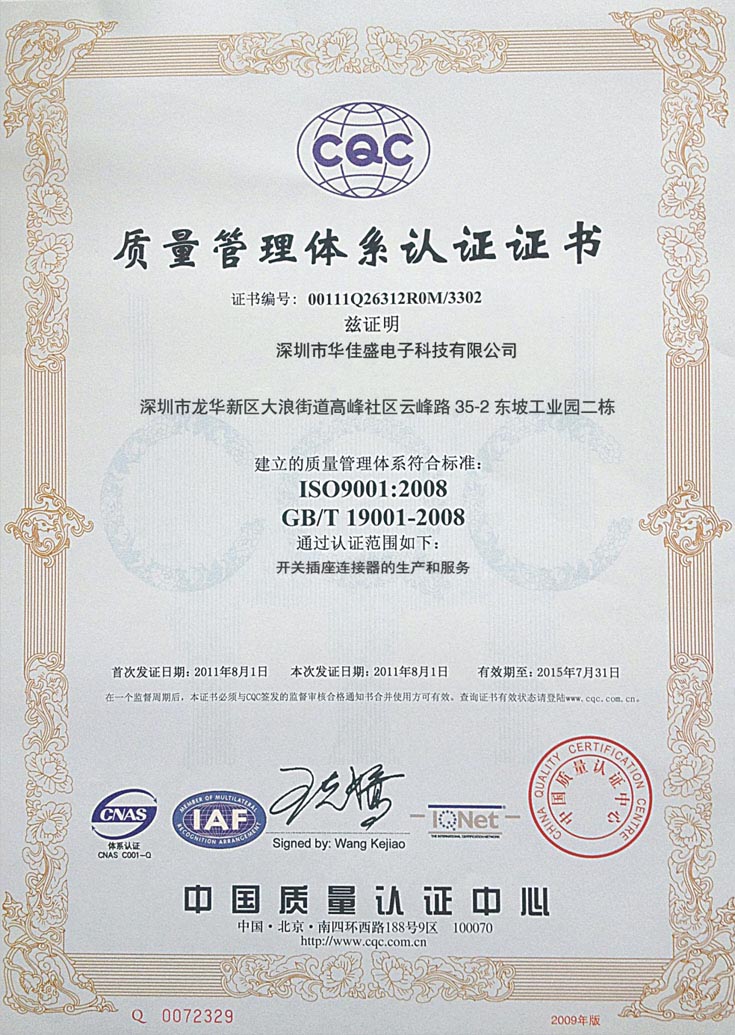 CQC
质量管理体系认证证书
证书编号：00111Q26312R0M/3302
兹证明
深圳市华佳盛电子科技有限公司
深圳市龙华新区大浪街道高峰社区云峰路 35-2 东坡工业园二栋
建立的质量管理体系符合标准：
ISO9001:2008
GB/T 19001-2008
通过认证范围如下：
开关插座连接器的生产和服务
首次发证日期：2011年8月1日 本次发证日期：2011年8月1日 有效期至：2015年7月31日
在一个监督周期后，本证书必须与CQC签发的监督审核合格通知书合并使用方可有效。查询证书有效状态请登陆www.cqc.com.cn。
CNAS
体系认证
CNAS C001-Q
MEMBER OF MULTILATERAL
IAF
RECOGNITION ARRANGEMENT
Signed by: Wang Kejiao
IQNet
THE INTERNATIONAL CERTIFICATION NETWORK
CHINA QUALITY CERTIFICATION CENTRE
中国质量认证中心
中国质量认证中心
中国·北京·南四环西路188号9区 100070
http://www.cqc.com.cn
Q 0072329
2009年版